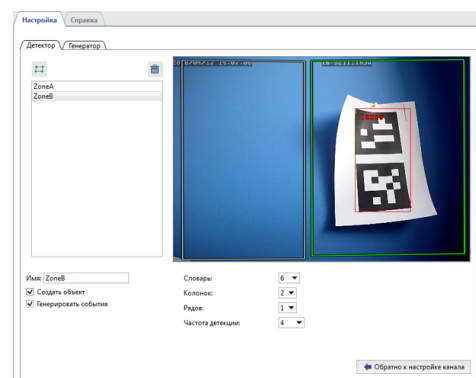 Настройка Справка
Детектор Генератор
ZoneA
ZoneB
Имя: ZoneB
Создать объект
Генерировать события
Словарь: 6
Колонок: 2
Рядов: 1
Частота детекции: 4
Обратно к настройке канала